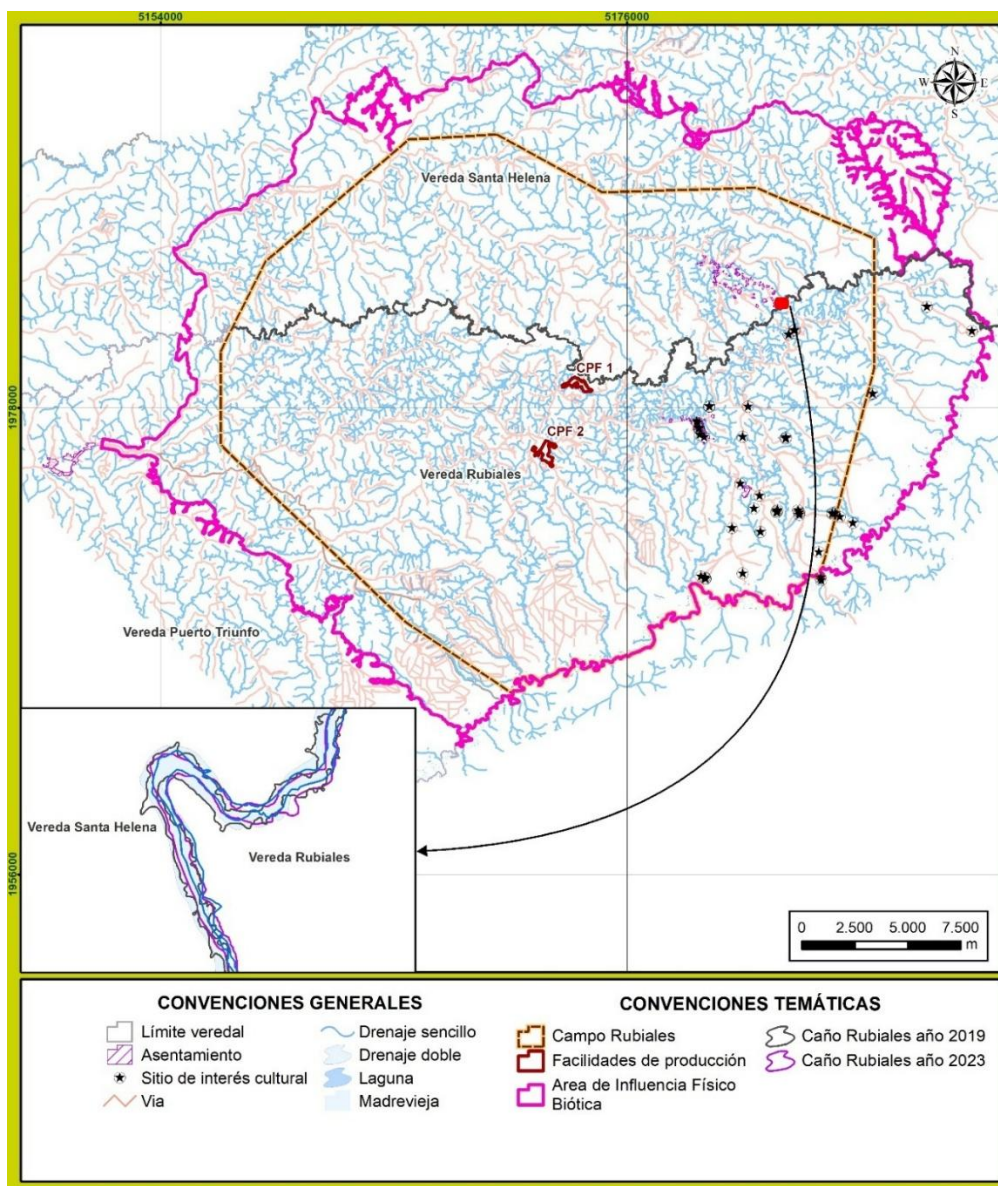 5154000
5176000
N
W E
S
Vereda Santa Helena
CPF 1
1978000
CPF 2
Vereda Rubiales
Vereda Puerto Triunfo
Vereda Santa Helena
Vereda Rubiales
1956000
0 2.500 5.000 7.500
m
CONVENCIONES GENERALES
Límite veredal
Asentamiento
Sitio de interés cultural
Via
Drenaje sencillo
Drenaje doble
Laguna
Madrevieja
CONVENCIONES TEMÁTICAS
Campo Rubiales
Facilidades de producción
Area de Influencia Físico
Biótica
Caño Rubiales año 2019
Caño Rubiales año 2023